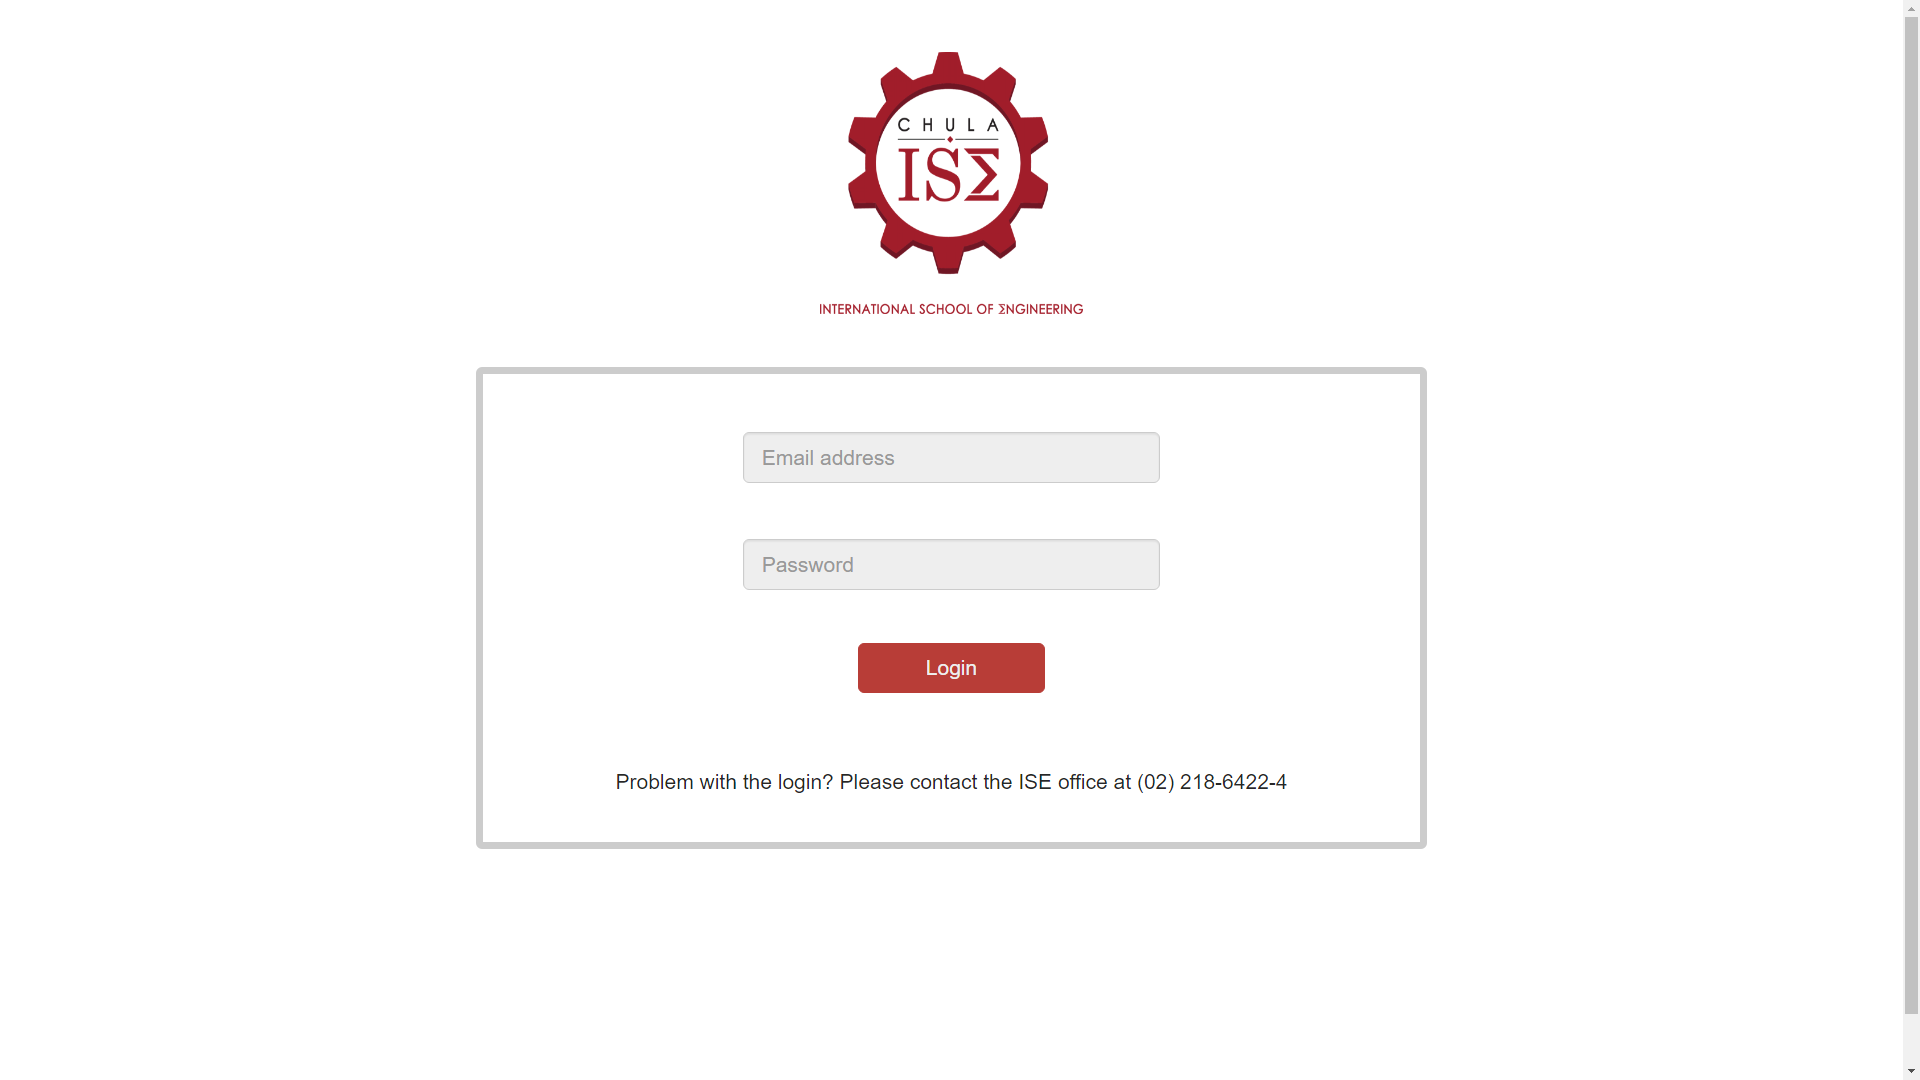 CHULA
ISΣ
INTERNATIONAL SCHOOL OF ΣNGINEERING
Email address
Password
Login
Problem with the login? Please contact the ISE office at (02) 218-6422-4